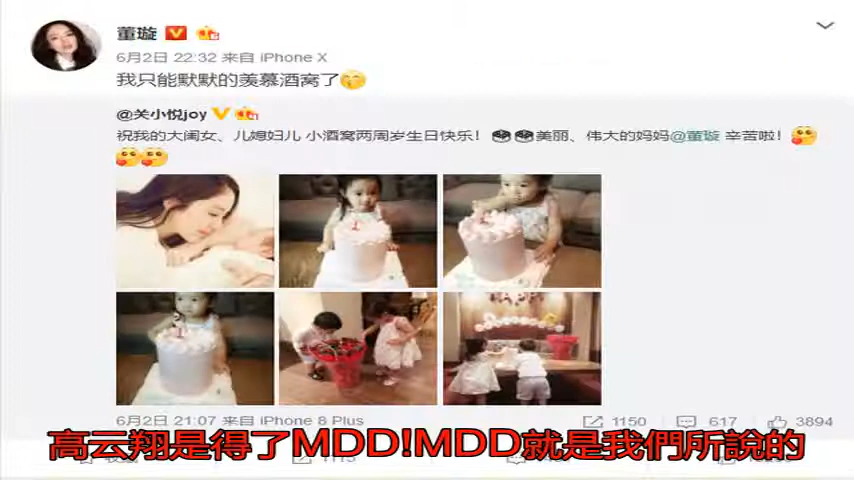 董璇
6月2日 22:32 来自 iPhone X
我只能默默的羡慕酒窝了
@关小悦joy
祝我的大闺女、儿媳妇儿 小酒窝两周岁生日快乐！美丽、伟大的妈妈@董璇 辛苦啦！
6月2日 21:07 来自 iPhone 8 Plus
1150 617 3894
高云翔是得了MDD!MDD就是我們所說的